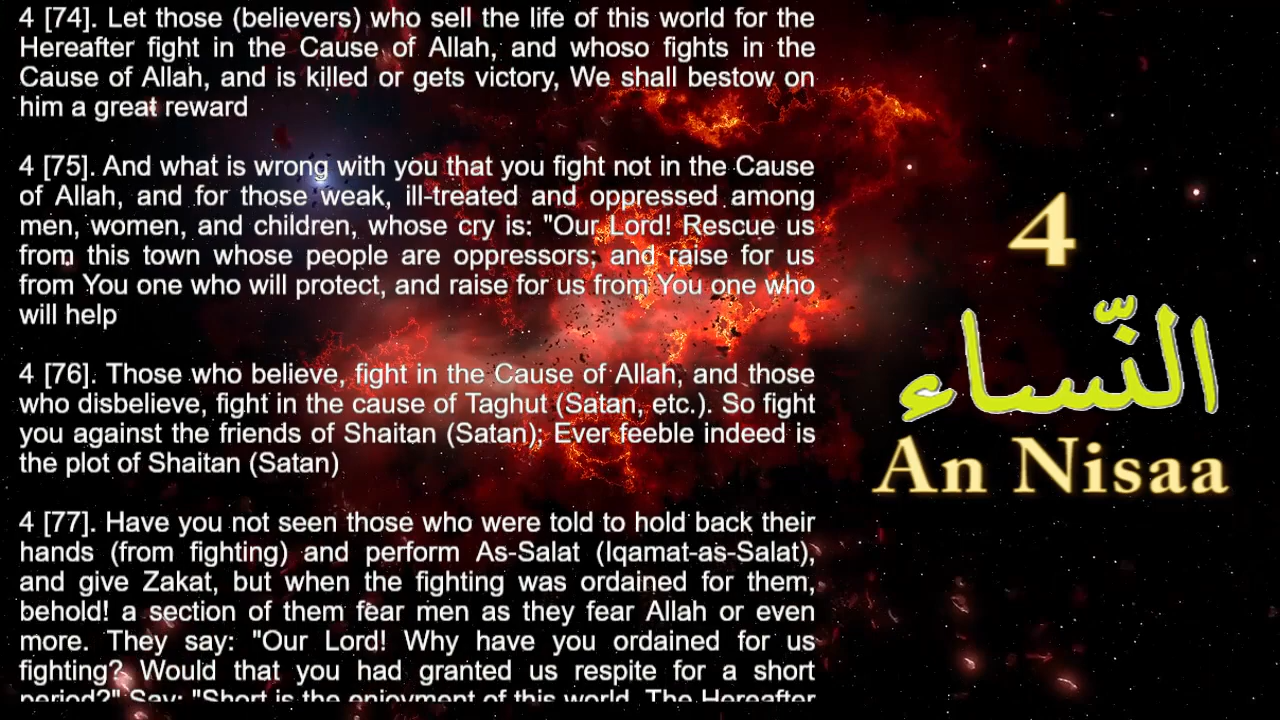 4 [74]. Let those (believers) who sell the life of this world for the
Hereafter fight in the Cause of Allah, and whoso fights in the
Cause of Allah, and is killed or gets victory, We shall bestow on
him a great reward
4 [75]. And what is wrong with you that you fight not in the Cause
of Allah, and for those weak, ill-treated and oppressed among
men, women, and children, whose cry is: "Our Lord! Rescue us
from this town whose people are oppressors; and raise for us
from You one who will protect, and raise for us from You one who
will help
4 [76]. Those who believe, fight in the Cause of Allah, and those
who disbelieve, fight in the cause of Taghut (Satan, etc.). So fight
you against the friends of Shaitan (Satan); Ever feeble indeed is
the plot of Shaitan (Satan)
4 [77]. Have you not seen those who were told to hold back their
hands (from fighting) and perform As-Salat (Iqamat-as-Salat),
and give Zakat, but when the fighting was ordained for them,
behold! a section of them fear men as they fear Allah or even
more. They say: "Our Lord! Why have you ordained for us
fighting? Would that you had granted us respite for a short
period?" Say: "Short is the enjoyment of this world. The Hereafter
4
النّساء
An Nisaa